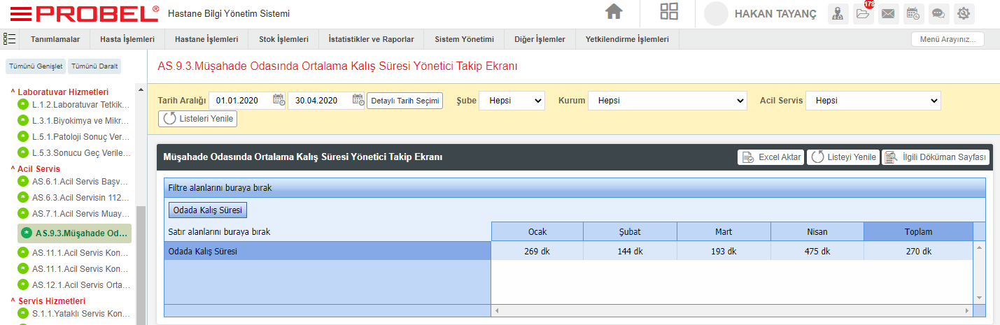 PROBEL® Hastane Bilgi Yönetim Sistemi HAKAN TAYANÇ 178
Tanımlamalar Hasta İşlemleri Hastane İşlemleri Stok İşlemleri İstatistikler ve Raporlar Sistem Yönetimi Diğer İşlemler Yetkilendirme İşlemleri Menü Arayınız...
Tümünü Genişlet Tümünü Daralt
^ Laboratuvar Hizmetleri
L.1.2.Laboratuvar Tetkik...
L.3.1.Biyokimya ve Mikr...
L.5.1.Patoloji Sonuç Ver...
L.5.3.Sonucu Geç Verile...
^ Acil Servis
AS.6.1.Acil Servis Başv...
AS.6.3.Acil Servisin 112...
AS.7.1.Acil Servis Muay...
AS.9.3.Müşahade Od...
AS.11.1.Acil Servis Kon...
AS.11.1.Acil Servis Kon...
AS.12.1.Acil Servis Orta...
^ Servis Hizmetleri
S.1.1.Yataklı Servis Kon...
AS.9.3.Müşahade Odasında Ortalama Kalış Süresi Yönetici Takip Ekranı
Tarih Aralığı 01.01.2020 30.04.2020 Detaylı Tarih Seçimi Şube Hepsi Kurum Hepsi Acil Servis Hepsi
Listeleri Yenile
Müşahade Odasında Ortalama Kalış Süresi Yönetici Takip Ekranı Excel Aktar Listeyi Yenile İlgili Döküman Sayfası
Filtre alanlarını buraya bırak
Odada Kalış Süresi
Satır alanlarını buraya bırak Ocak Şubat Mart Nisan Toplam
Odada Kalış Süresi 269 dk 144 dk 193 dk 475 dk 270 dk